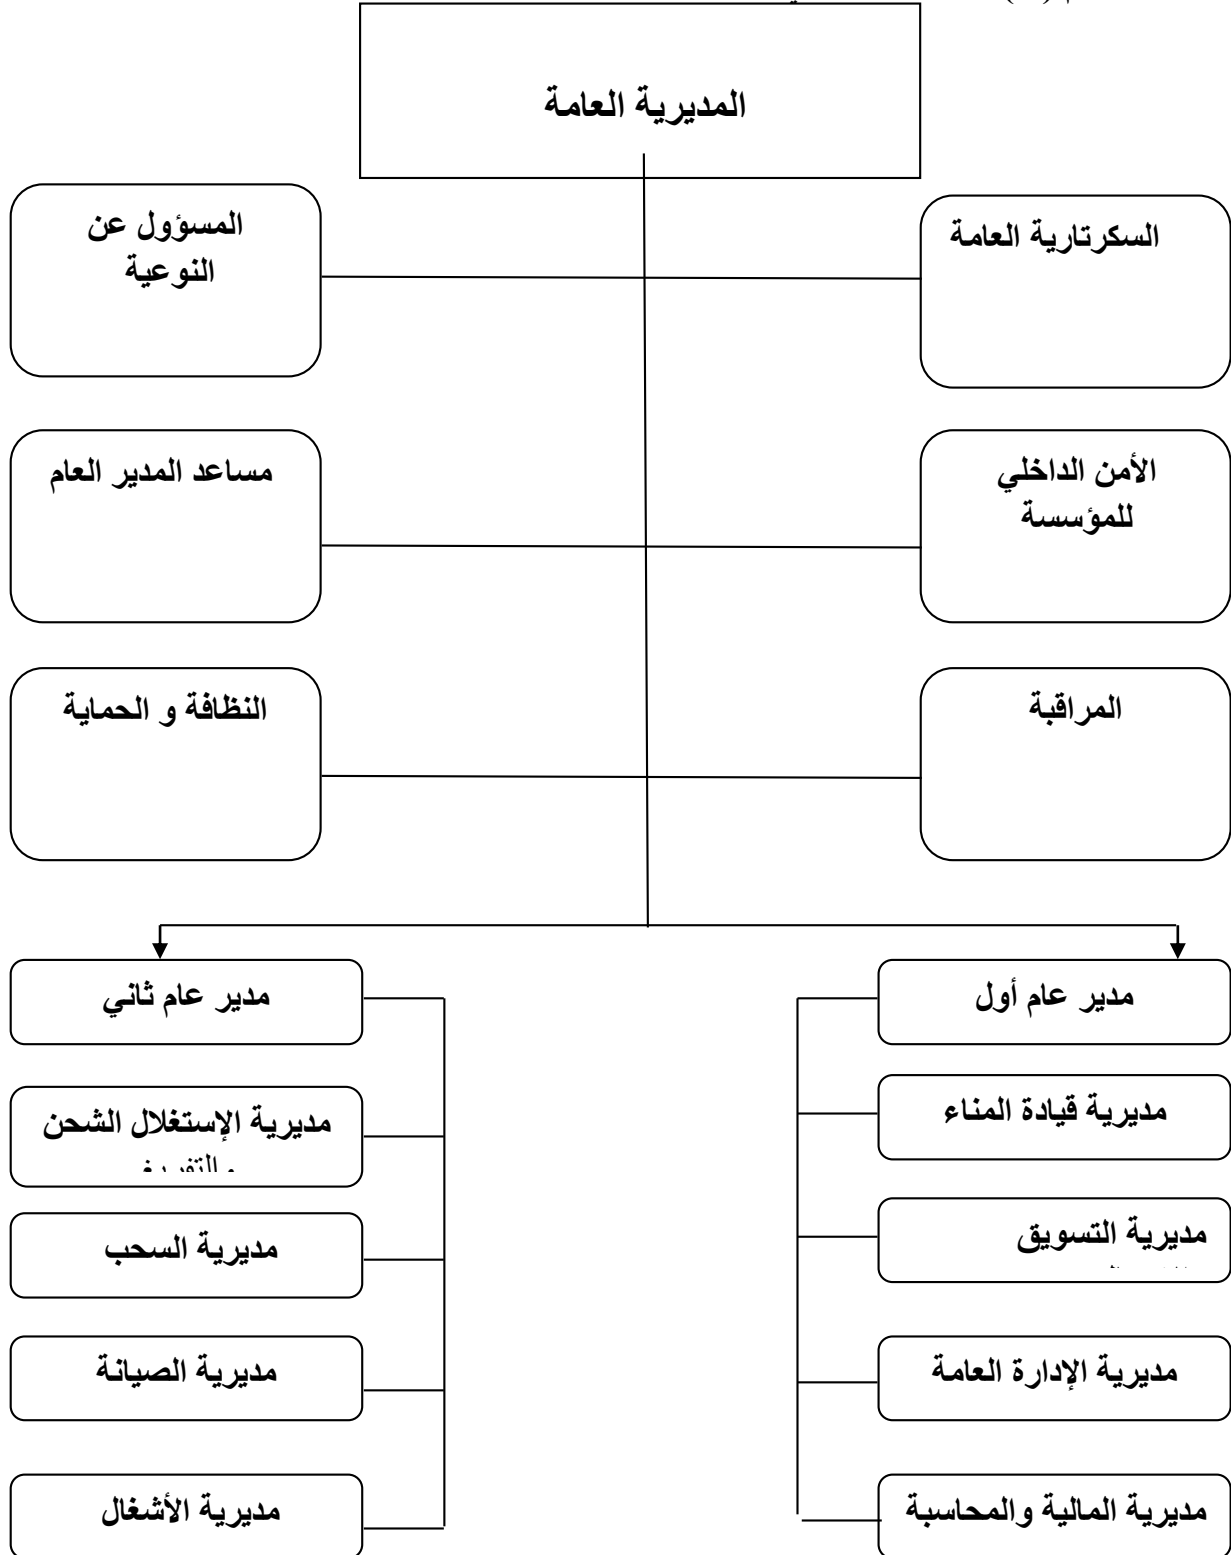 المديرية العامة
السكرتارية العامة
المسؤول عن
النوعية
الأمن الداخلي
للمؤسسة
مساعد المدير العام
المراقبة
النظافة و الحماية
مدير عام أول
مدير عام ثاني
مديرية قيادة المناء
مديرية الإستغلال الشحن
والتفريغ
مديرية التسويق
مديرية السحب
مديرية الإدارة العامة
مديرية الصيانة
مديرية المالية والمحاسبة
مديرية الأشغال